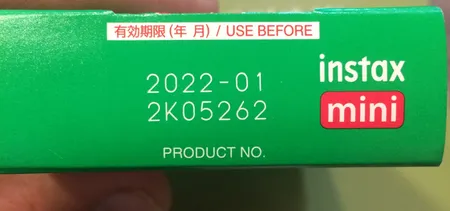 有効期限(年 月) / USE BEFORE
2022-01
2K05262
PRODUCT NO.
instax
mini